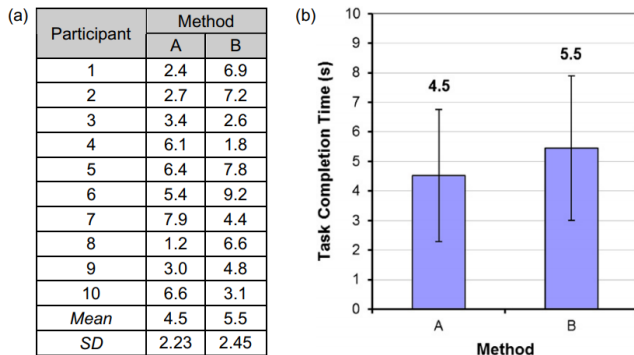 (a)
Participant Method
A B
1 2.4 6.9
2 2.7 7.2
3 3.4 2.6
4 6.1 1.8
5 6.4 7.8
6 5.4 9.2
7 7.9 4.4
8 1.2 6.6
9 3.0 4.8
10 6.6 3.1
Mean 4.5 5.5
SD 2.23 2.45
(b)
Task Completion Time (s)
10
9
8
7
6
5
4
3
2
1
0
4.5
5.5
A B
Method